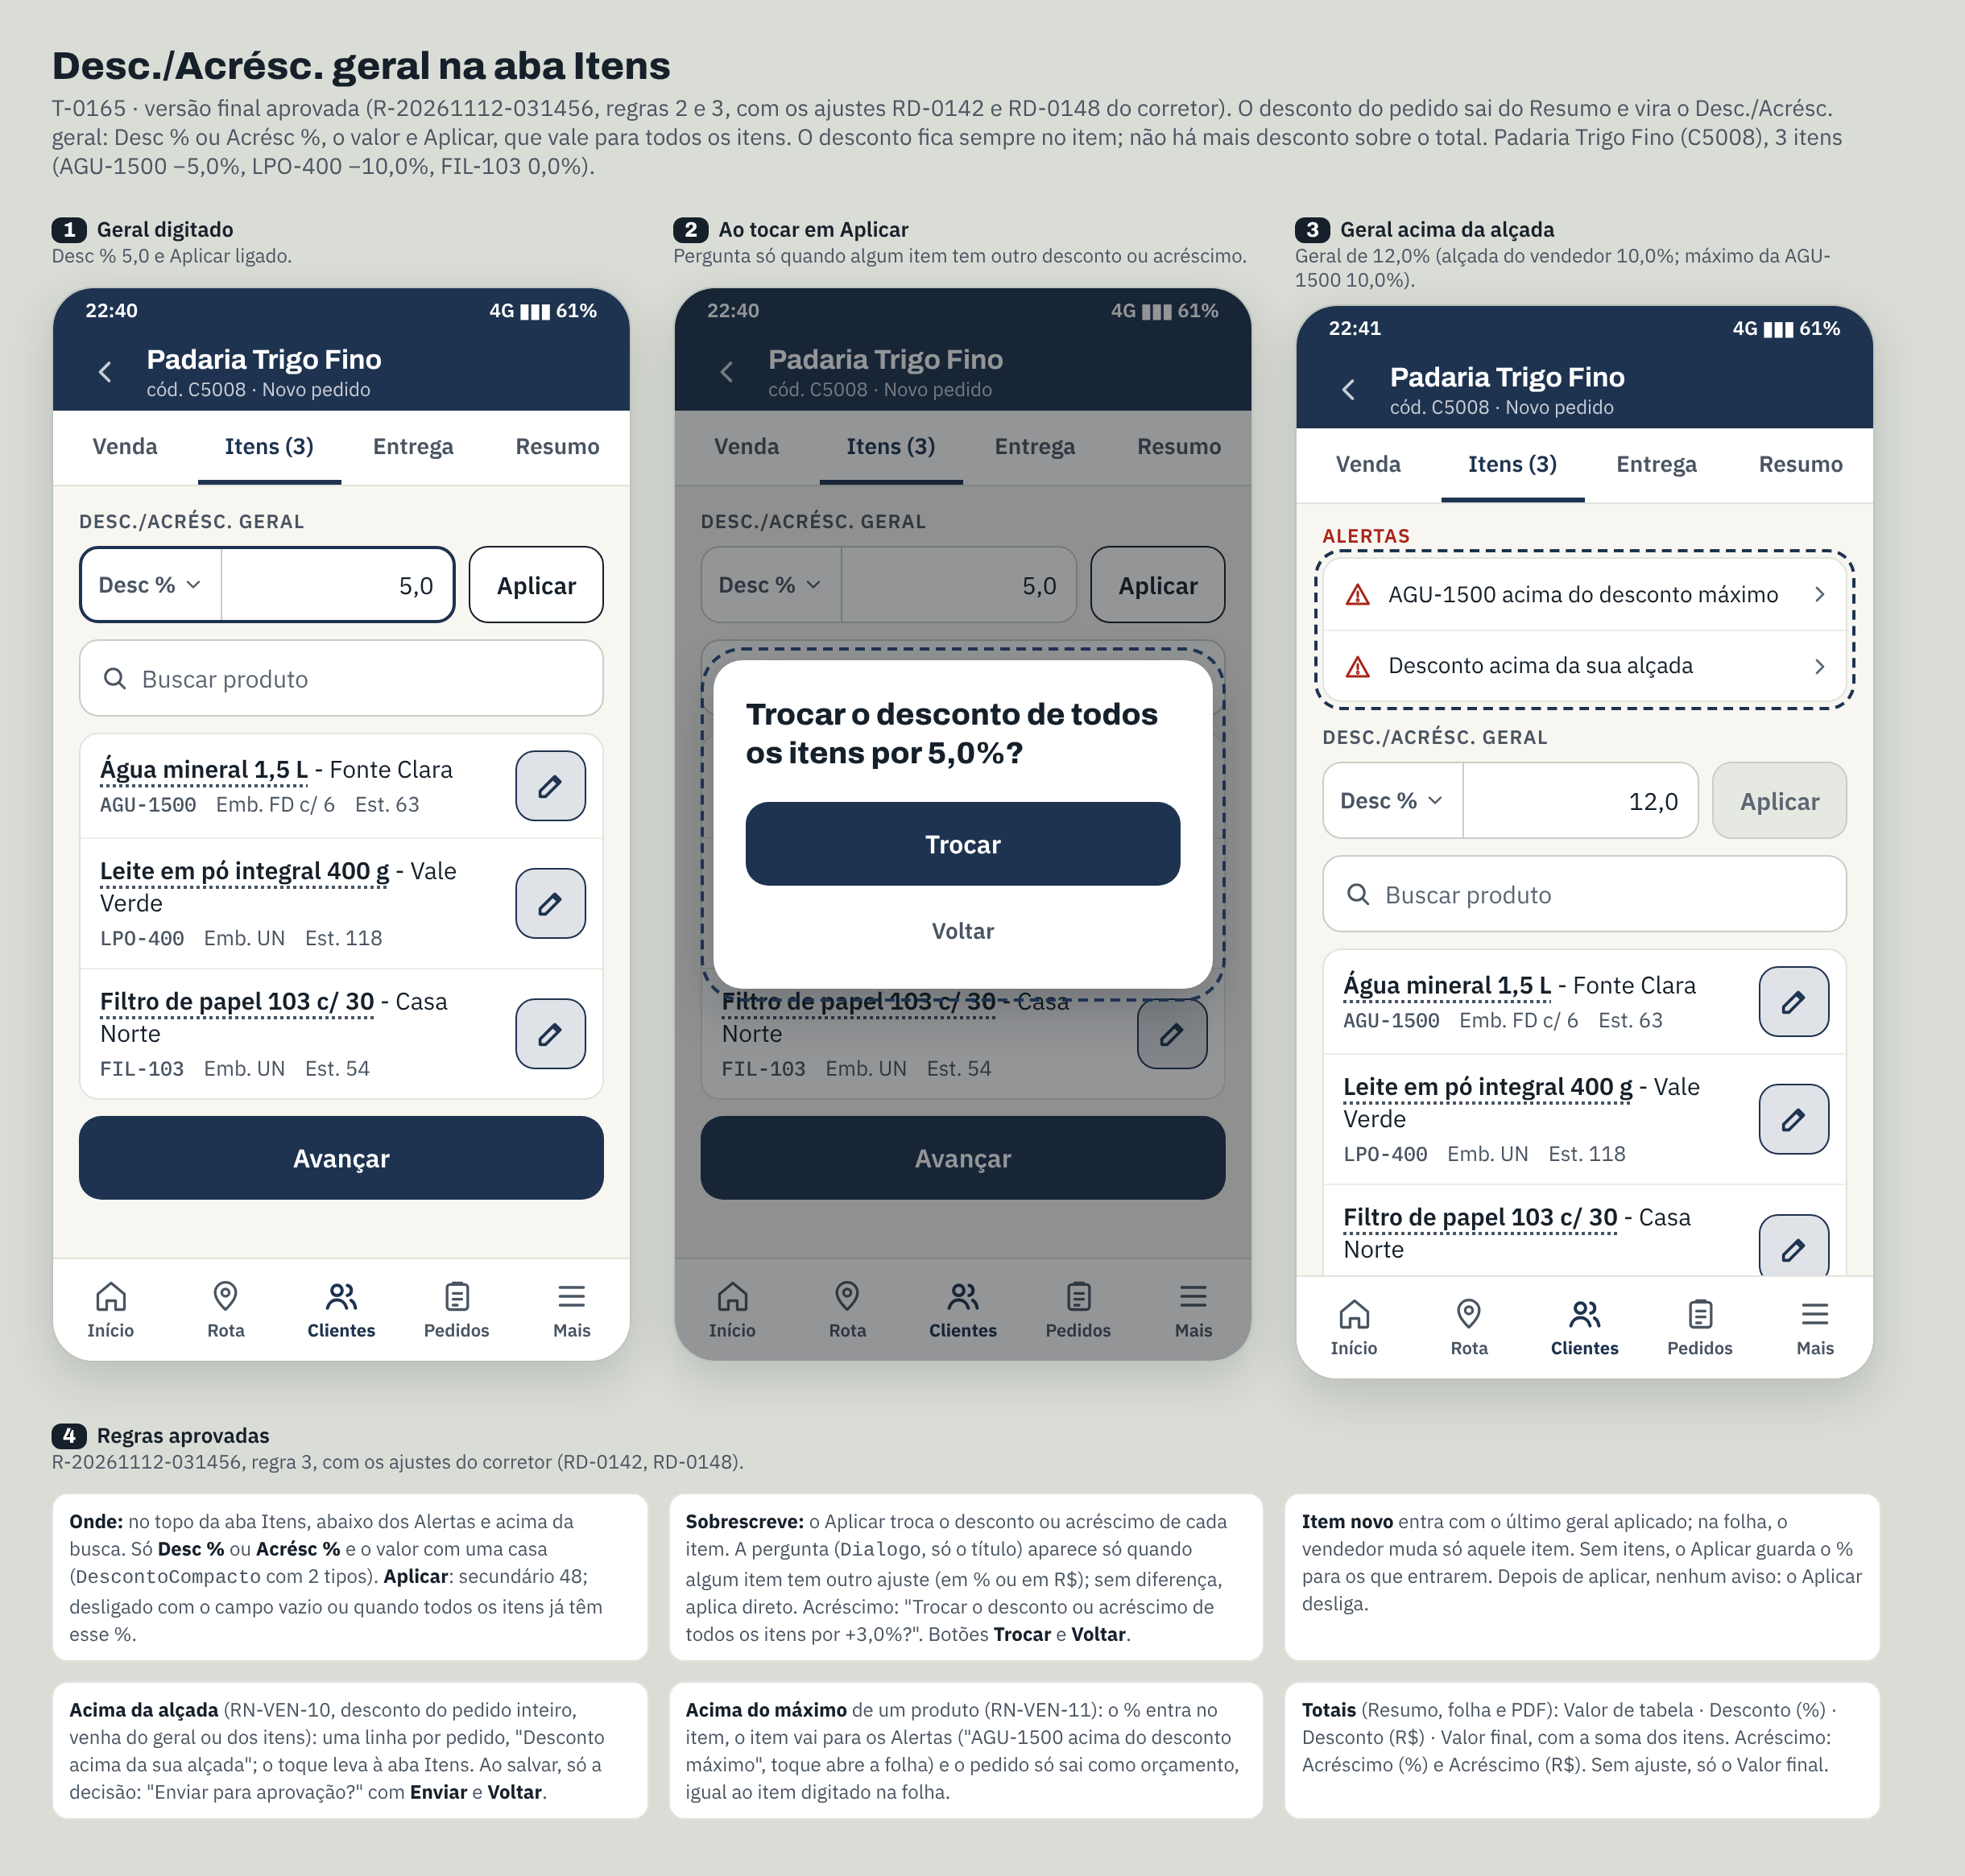 Desc./Acrésc. geral na aba Itens
T-0165 · versão final aprovada (R-20261112-031456, regras 2 e 3, com os ajustes RD-0142 e RD-0148 do corretor). O desconto do pedido sai do Resumo e vira o Desc./Acrésc.
geral: Desc % ou Acrésc %, o valor e Aplicar, que vale para todos os itens. O desconto fica sempre no item; não há mais desconto sobre o total. Padaria Trigo Fino (C5008), 3 itens
(AGU-1500 −5,0%, LPO-400 −10,0%, FIL-103 0,0%).
1 Geral digitado
Desc % 5,0 e Aplicar ligado.
22:40 4G 61%
Padaria Trigo Fino
cód. C5008 · Novo pedido
Venda Itens (3) Entrega Resumo
DESC./ACRÉSC. GERAL
Desc % 5,0 Aplicar
Buscar produto
Água mineral 1,5 L - Fonte Clara
AGU-1500 Emb. FD c/ 6 Est. 63
Leite em pó integral 400 g - Vale
Verde
LPO-400 Emb. UN Est. 118
Filtro de papel 103 c/ 30 - Casa
Norte
FIL-103 Emb. UN Est. 54
Avançar
Início Rota Clientes Pedidos Mais
2 Ao tocar em Aplicar
Pergunta só quando algum item tem outro desconto ou acréscimo.
22:40 4G 61%
Padaria Trigo Fino
cód. C5008 · Novo pedido
Venda Itens (3) Entrega Resumo
DESC./ACRÉSC. GERAL
Desc % 5,0 Aplicar
Trocar o desconto de todos
os itens por 5,0%?
Trocar
Voltar
Filtro de papel 103 c/ 30 - Casa
Norte
FIL-103 Emb. UN Est. 54
Avançar
Início Rota Clientes Pedidos Mais
3 Geral acima da alçada
Geral de 12,0% (alçada do vendedor 10,0%; máximo da AGU-
1500 10,0%).
22:41 4G 61%
Padaria Trigo Fino
cód. C5008 · Novo pedido
Venda Itens (3) Entrega Resumo
ALERTAS
AGU-1500 acima do desconto máximo
Desconto acima da sua alçada
DESC./ACRÉSC. GERAL
Desc % 12,0 Aplicar
Buscar produto
Água mineral 1,5 L - Fonte Clara
AGU-1500 Emb. FD c/ 6 Est. 63
Leite em pó integral 400 g - Vale
Verde
LPO-400 Emb. UN Est. 118
Filtro de papel 103 c/ 30 - Casa
Norte
Início Rota Clientes Pedidos Mais
4 Regras aprovadas
R-20261112-031456, regra 3, com os ajustes do corretor (RD-0142, RD-0148).
Onde: no topo da aba Itens, abaixo dos Alertas e acima da
busca. Só Desc % ou Acrésc % e o valor com uma casa
(DescontoCompacto com 2 tipos). Aplicar: secundário 48;
desligado com o campo vazio ou quando todos os itens já têm
esse %.
Sobrescreve: o Aplicar troca o desconto ou acréscimo de cada
item. A pergunta (Dialogo, só o título) aparece só quando
algum item tem outro ajuste (em % ou em R$); sem diferença,
aplica direto. Acréscimo: "Trocar o desconto ou acréscimo de
todos os itens por +3,0%?". Botões Trocar e Voltar.
Item novo entra com o último geral aplicado; na folha, o
vendedor muda só aquele item. Sem itens, o Aplicar guarda o %
para os que entrarem. Depois de aplicar, nenhum aviso: o Aplicar
desliga.
Acima da alçada (RN-VEN-10, desconto do pedido inteiro,
venha do geral ou dos itens): uma linha por pedido, "Desconto
acima da sua alçada"; o toque leva à aba Itens. Ao salvar, só a
decisão: "Enviar para aprovação?" com Enviar e Voltar.
Acima do máximo de um produto (RN-VEN-11): o % entra no
item, o item vai para os Alertas ("AGU-1500 acima do desconto
máximo", toque abre a folha) e o pedido só sai como orçamento,
igual ao item digitado na folha.
Totais (Resumo, folha e PDF): Valor de tabela · Desconto (%) ·
Desconto (R$) · Valor final, com a soma dos itens. Acréscimo:
Acréscimo (%) e Acréscimo (R$). Sem ajuste, só o Valor final.